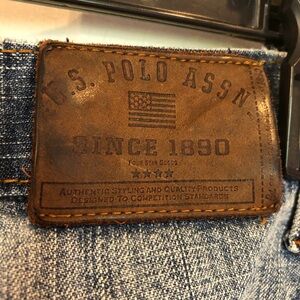 U.S. POLO ASSN.
SINCE 1890
AUTHENTIC STYLING AND QUALITY PRODUCTS
DESIGNED TO COMPETITION STANDARDS